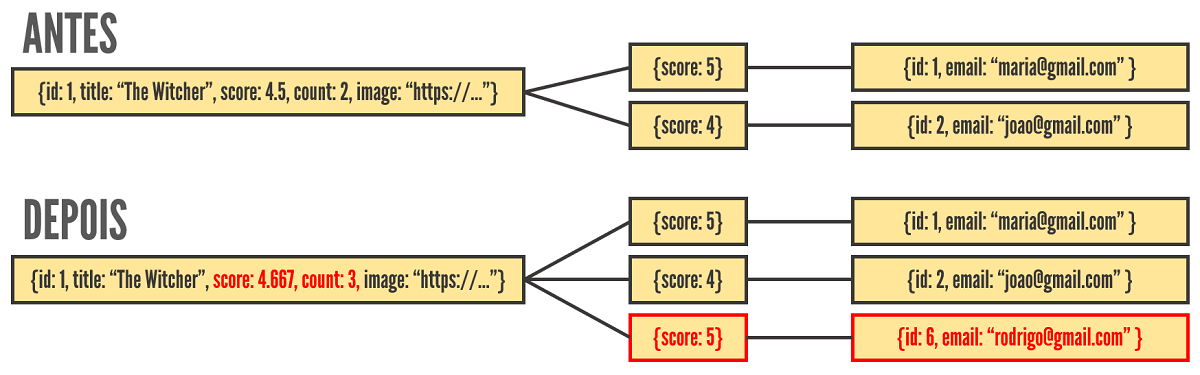 ANTES
{id: 1, title: “The Witcher”, score: 4.5, count: 2, image: “https://...”}
{score: 5}
{id: 1, email: “maria@gmail.com” }
{score: 4}
{id: 2, email: “joao@gmail.com” }
DEPOIS
{id: 1, title: “The Witcher”, score: 4.667, count: 3, image: “https://...”}
{score: 5}
{id: 1, email: “maria@gmail.com” }
{score: 4}
{id: 2, email: “joao@gmail.com” }
{score: 5}
{id: 6, email: “rodrigo@gmail.com” }